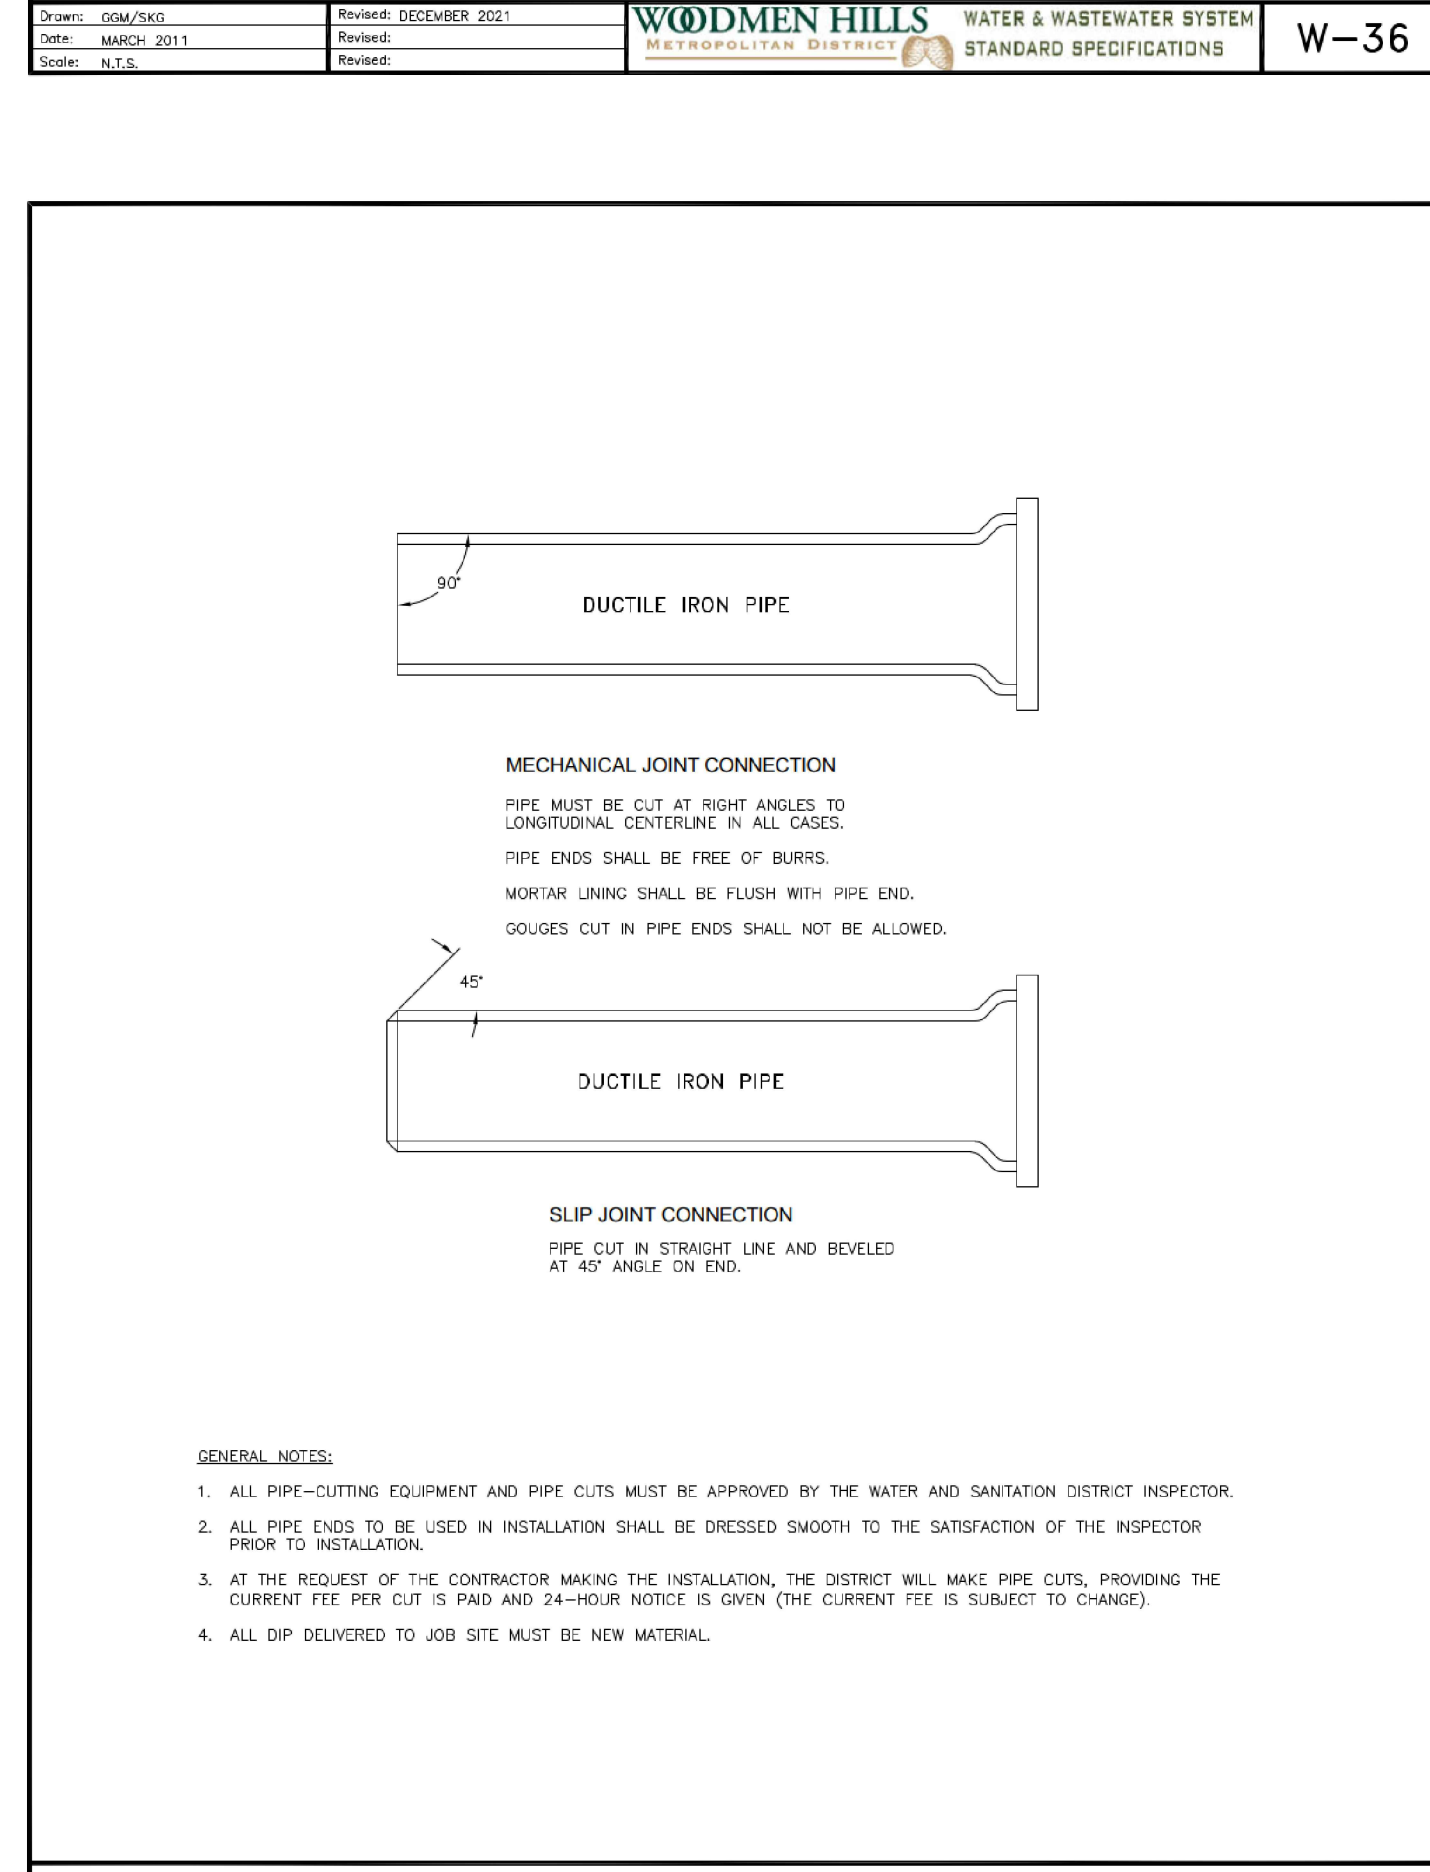 Drawn: GGM/SKG
Date: MARCH 2011
Scale: N.T.S.
Revised: DECEMBER 2021
Revised:
Revised:
WOODMEN HILLS
METROPOLITAN DISTRICT
WATER & WASTEWATER SYSTEM
STANDARD SPECIFICATIONS
W-36
90°
DUCTILE IRON PIPE
MECHANICAL JOINT CONNECTION
PIPE MUST BE CUT AT RIGHT ANGLES TO
LONGITUDINAL CENTERLINE IN ALL CASES.
PIPE ENDS SHALL BE FREE OF BURRS.
MORTAR LINING SHALL BE FLUSH WITH PIPE END.
GOUGES CUT IN PIPE ENDS SHALL NOT BE ALLOWED.
45°
DUCTILE IRON PIPE
SLIP JOINT CONNECTION
PIPE CUT IN STRAIGHT LINE AND BEVELED
AT 45° ANGLE ON END.
GENERAL NOTES:
1. ALL PIPE-CUTTING EQUIPMENT AND PIPE CUTS MUST BE APPROVED BY THE WATER AND SANITATION DISTRICT INSPECTOR.
2. ALL PIPE ENDS TO BE USED IN INSTALLATION SHALL BE DRESSED SMOOTH TO THE SATISFACTION OF THE INSPECTOR
PRIOR TO INSTALLATION.
3. AT THE REQUEST OF THE CONTRACTOR MAKING THE INSTALLATION, THE DISTRICT WILL MAKE PIPE CUTS, PROVIDING THE
CURRENT FEE PER CUT IS PAID AND 24-HOUR NOTICE IS GIVEN (THE CURRENT FEE IS SUBJECT TO CHANGE).
4. ALL DIP DELIVERED TO JOB SITE MUST BE NEW MATERIAL.